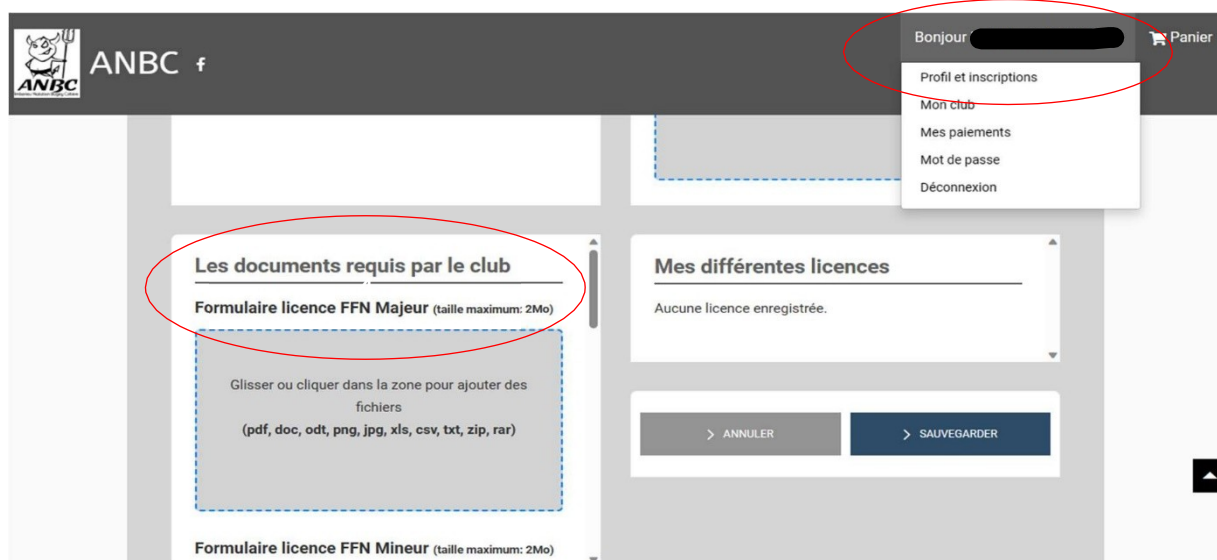 ANBC
ANBC
f
Bonjour
Panier
Profil et inscriptions
Mon club
Mes paiements
Mot de passe
Déconnexion
Les documents requis par le club
Formulaire licence FFN Majeur (taille maximum: 2Mo)
Glisser ou cliquer dans la zone pour ajouter des
fichiers
(pdf, doc, odt, png, jpg, xls, csv, txt, zip, rar)
Formulaire licence FFN Mineur (taille maximum: 2Mo)
Mes différentes licences
Aucune licence enregistrée.
> ANNULER
> SAUVEGARDER